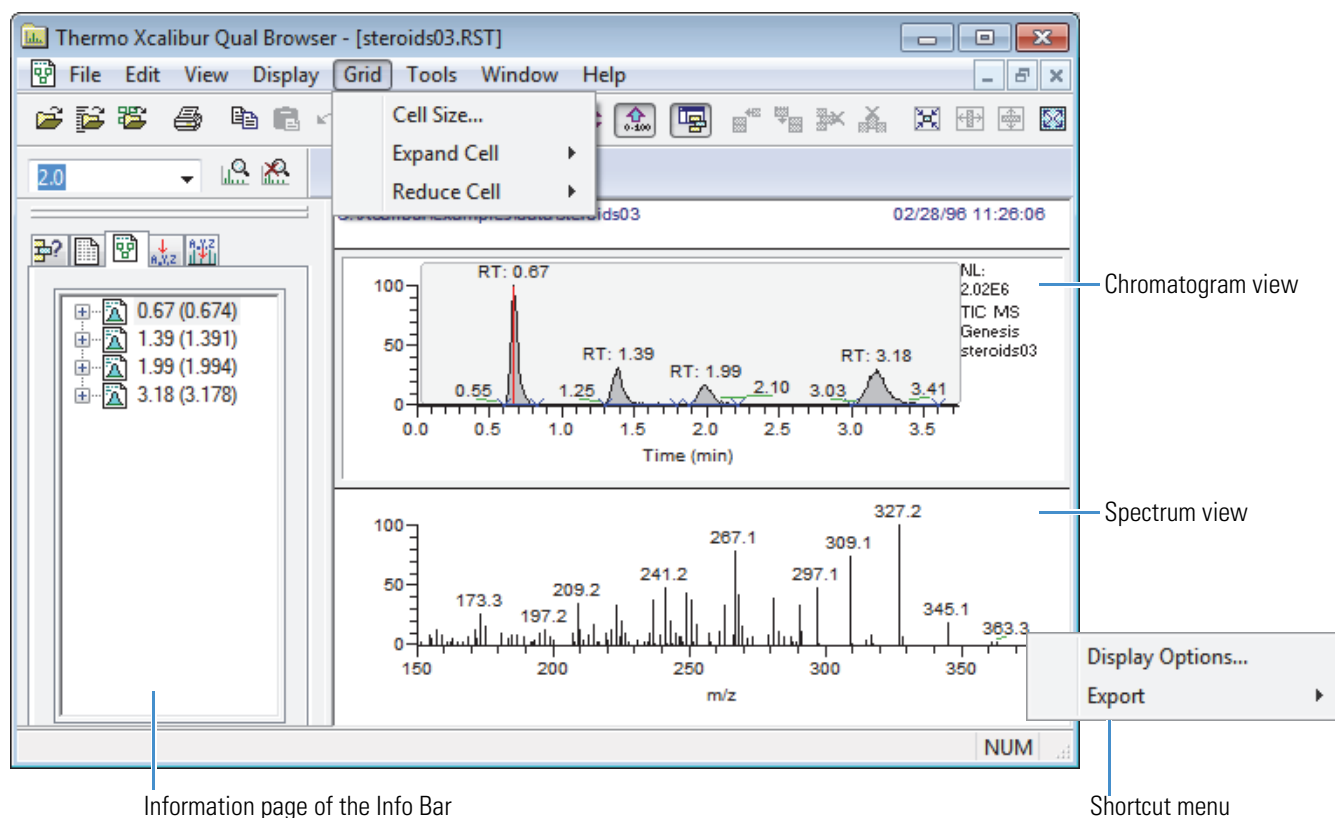 Thermo Xcalibur Qual Browser - [steroids03.RST]
File Edit View Display Grid Tools Window Help
Cell Size...
Expand Cell
Reduce Cell
0-100
2.0
02/28/96 11:26:06
A,Y,Z
A,Y,Z
0.67 (0.674)
1.39 (1.391)
1.99 (1.994)
3.18 (3.178)
RT: 0.67
RT: 1.39
RT: 1.99
RT: 3.18
0.55 1.25 2.10 3.03 3.41
100
50
0
0.0 0.5 1.0 1.5 2.0 2.5 3.0 3.5
Time (min)
NL:
2.02E6
TIC MS
Genesis
steroids03
Chromatogram view
100
50
0
173.3 197.2 209.2 241.2 267.1 297.1 309.1 327.2 345.1 363.3
150 200 250 300 350
m/z
Spectrum view
Display Options...
Export
NUM
Information page of the Info Bar
Shortcut menu